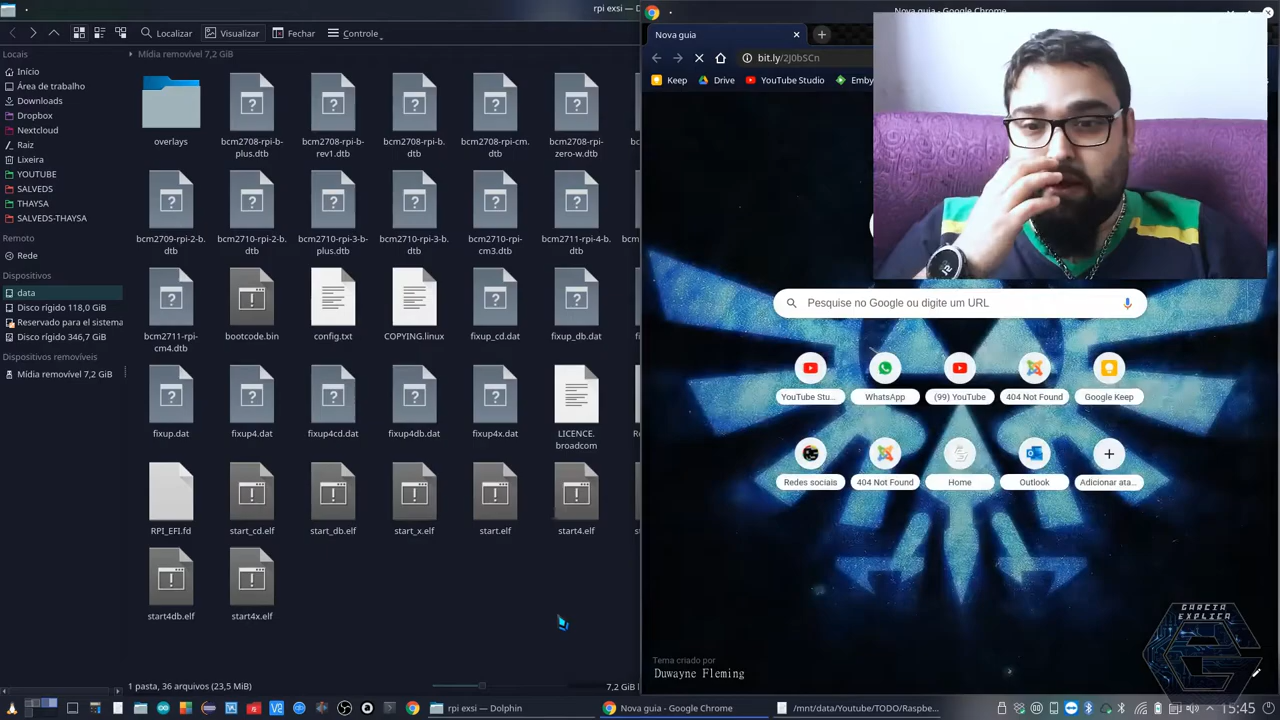 rpi exsi — Dol
Nova guia - Google Chrome
Localizar
Visualizar
Fechar
Controle
Nova guia
bit.ly/2J0bSCn
Keep
Drive
YouTube Studio
Emby
Locais
Início
Área de trabalho
Downloads
Dropbox
Nextcloud
Raiz
Lixeira
YOUTUBE
SALVEDS
THAYSA
SALVEDS-THAYSA
Remoto
Rede
Dispositivos
data
Disco rígido 118,0 GiB
Reservado para el sistema
Disco rígido 346,7 GiB
Dispositivos removíveis
Mídia removível 7,2 GiB
Mídia removível 7,2 GiB
overlays
bcm2708-rpi-b-
plus.dtb
bcm2708-rpi-b-
rev1.dtb
bcm2708-rpi-b.
dtb
bcm2708-rpi-cm.
dtb
bcm2708-rpi-
zero-w.dtb
bcm2709-rpi-2-b.
dtb
bcm2710-rpi-2-b.
dtb
bcm2710-rpi-3-b-
plus.dtb
bcm2710-rpi-3-b.
dtb
bcm2710-rpi-
cm3.dtb
bcm2711-rpi-4-b.
dtb
bcm2711-rpi-
cm4.dtb
bootcode.bin
config.txt
COPYING.linux
fixup_cd.dat
fixup_db.dat
fixup.dat
fixup4.dat
fixup4cd.dat
fixup4db.dat
fixup4x.dat
LICENCE.
broadcom
RPI_EFI.fd
start_cd.elf
start_db.elf
start_x.elf
start.elf
start4.elf
start4db.elf
start4x.elf
1 pasta, 36 arquivos (23,5 MiB)
7,2 GiB
Pesquise no Google ou digite um URL
YouTube Stu...
WhatsApp
(99) YouTube
404 Not Found
Google Keep
Redes sociais
404 Not Found
Home
Outlook
Adicionar ata...
Tema criado por
Duwayne Fleming
GARCIA
EXPLICA
rpi exsi — Dolphin
Nova guia - Google Chrome
/mnt/data/Youtube/TODO/Raspbe...
15:45